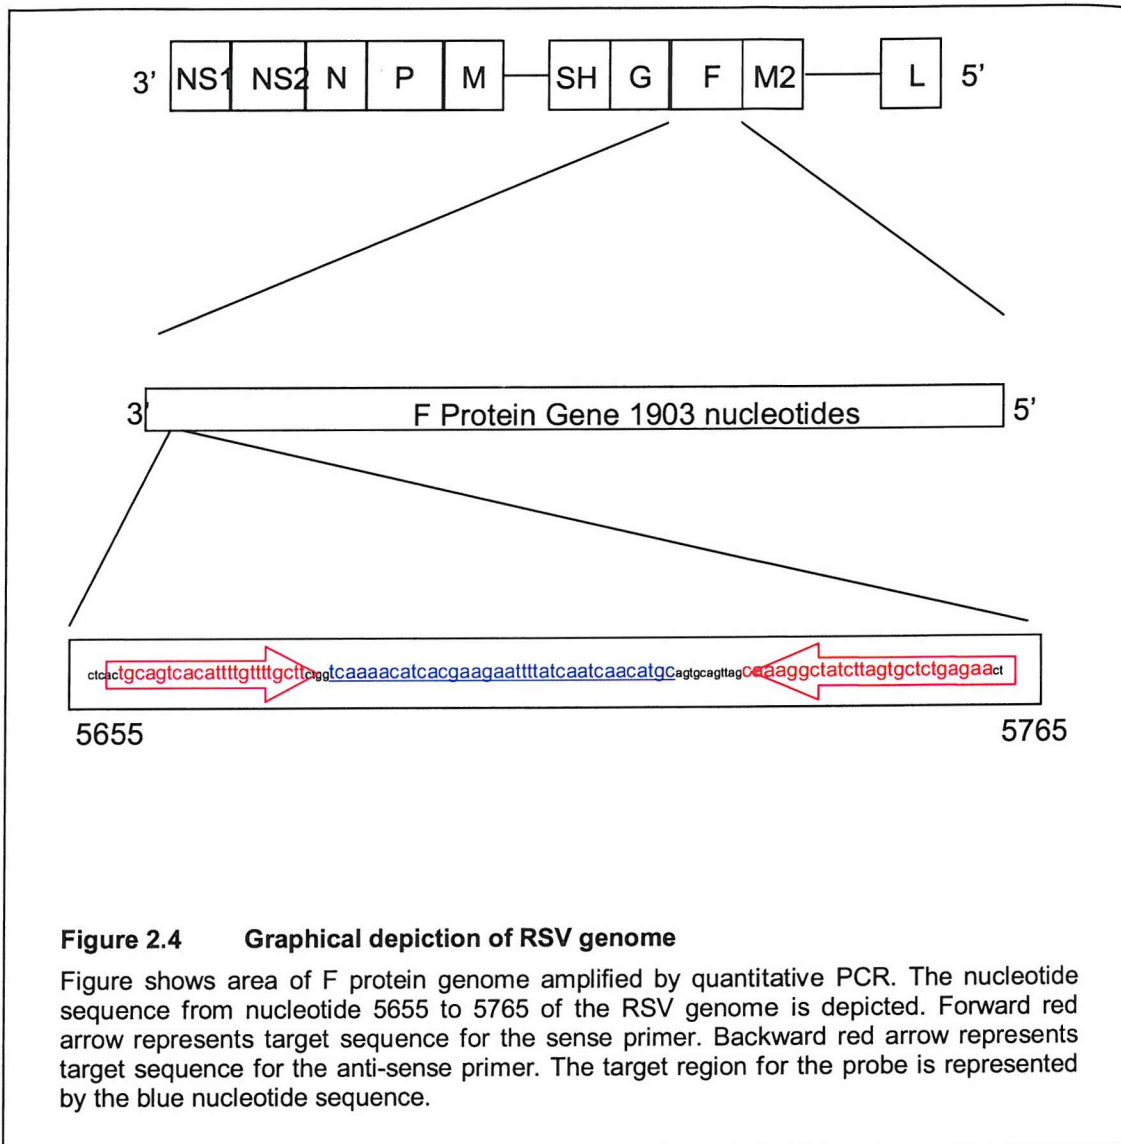 3' NS1 NS2 N P M SH G F M2 L 5'
3' F Protein Gene 1903 nucleotides 5'
ctcactgcagtcacattttgttttgcttctggtcaaaacatcacgaagaattttatcaatcaacatgcagtgcagttagcaaaaggctatcttagtgctctgagaact
5655 5765
Figure 2.4 Graphical depiction of RSV genome
Figure shows area of F protein genome amplified by quantitative PCR. The nucleotide
sequence from nucleotide 5655 to 5765 of the RSV genome is depicted. Forward red
arrow represents target sequence for the sense primer. Backward red arrow represents
target sequence for the anti-sense primer. The target region for the probe is represented
by the blue nucleotide sequence.